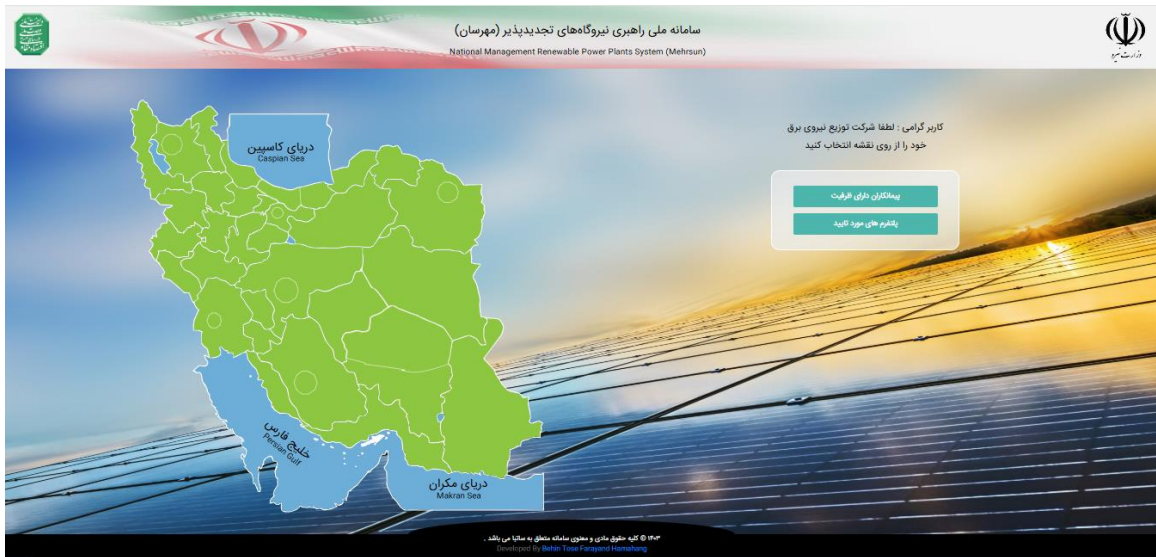 سامانه ملی راهبری نیروگاه‌های تجدیدپذیر (مهرسان)
National Management Renewable Power Plants System (Mehrsun)
وزارت نیرو
کاربر گرامی : لطفا شرکت توزیع نیروی برق
خود را از روی نقشه انتخاب کنید
پیمانکاران دارای ظرفیت
پلتفرم های مورد تایید
دریای کاسپین
Caspian Sea
خلیج فارس
Persian Gulf
دریای مکران
Makran Sea
۱۴۰۳ © کلیه حقوق مادی و معنوی سامانه متعلق به ساتبا می باشد .
Developed By Behin Tose Farayand Hamahang